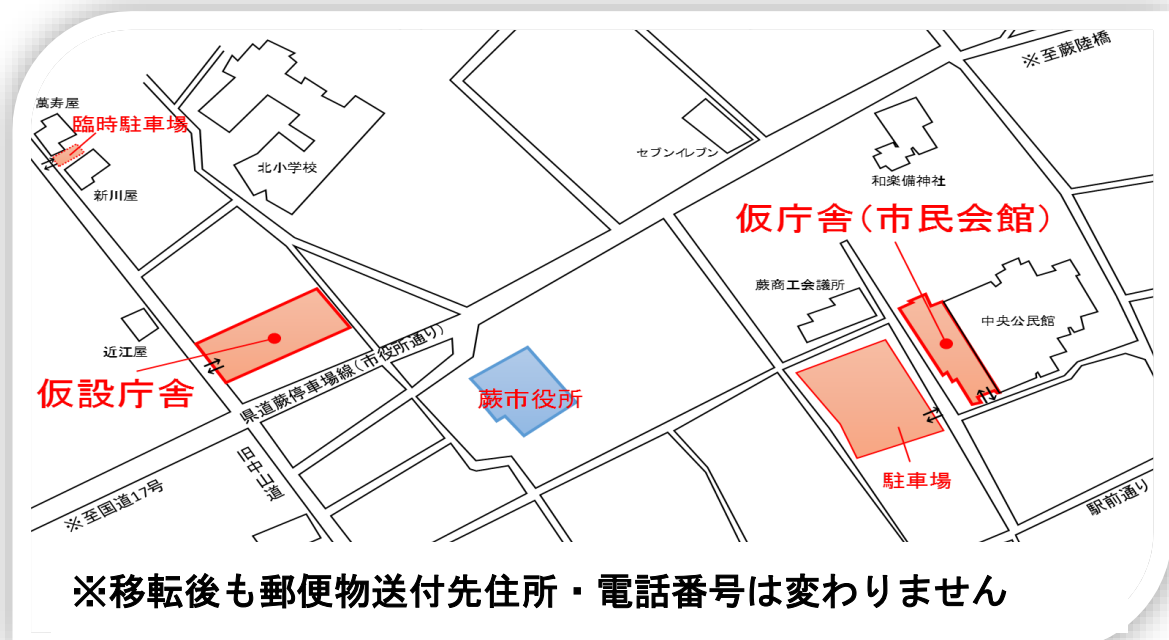 ※至蕨陸橋
萬寿屋
臨時駐車場
新川屋
北小学校
セブンイレブン
和楽備神社
仮庁舎(市民会館)
蕨商工会議所
中央公民館
近江屋
仮設庁舎
県道蕨停車場線(市役所通り)
蕨市役所
旧中山道
駐車場
※至国道17号
駅前通り
※移転後も郵便物送付先住所・電話番号は変わりません